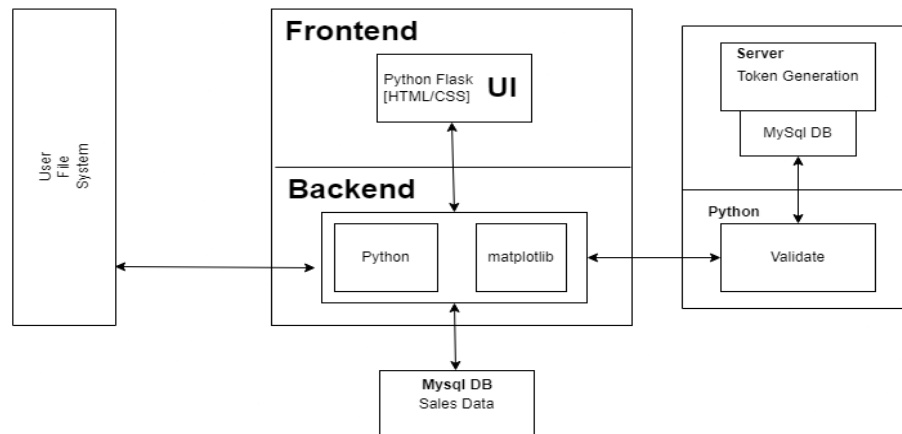 User
File
System
Frontend
Python Flask
[HTML/CSS]
UI
Backend
Python
matplotlib
Mysql DB
Sales Data
Server
Token Generation
MySql DB
Python
Validate